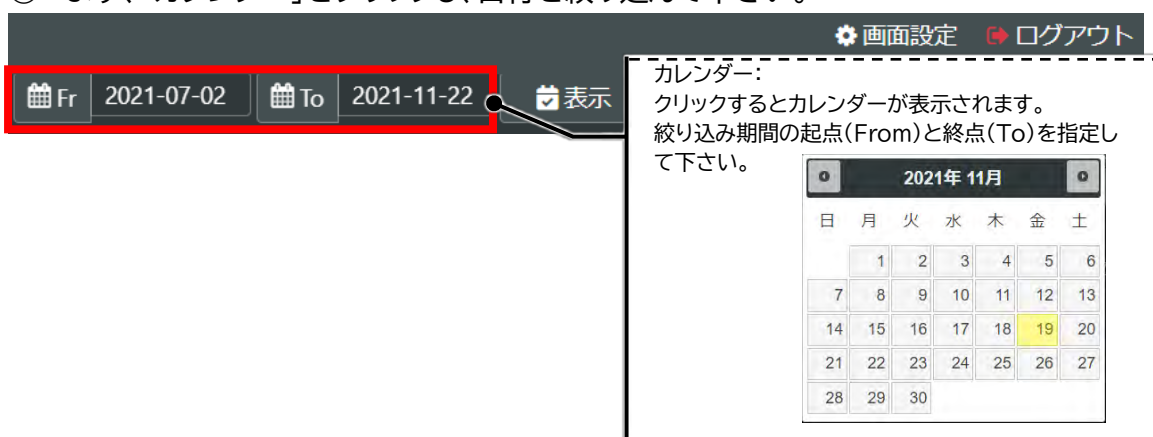 画面設定 ログアウト
Fr 2021-07-02 To 2021-11-22 表示
カレンダー：
クリックするとカレンダーが表示されます。
絞り込み期間の起点（From）と終点（To）を指定し
て下さい。
2021年 11月
日 月 火 水 木 金 土
1 2 3 4 5 6
7 8 9 10 11 12 13
14 15 16 17 18 19 20
21 22 23 24 25 26 27
28 29 30